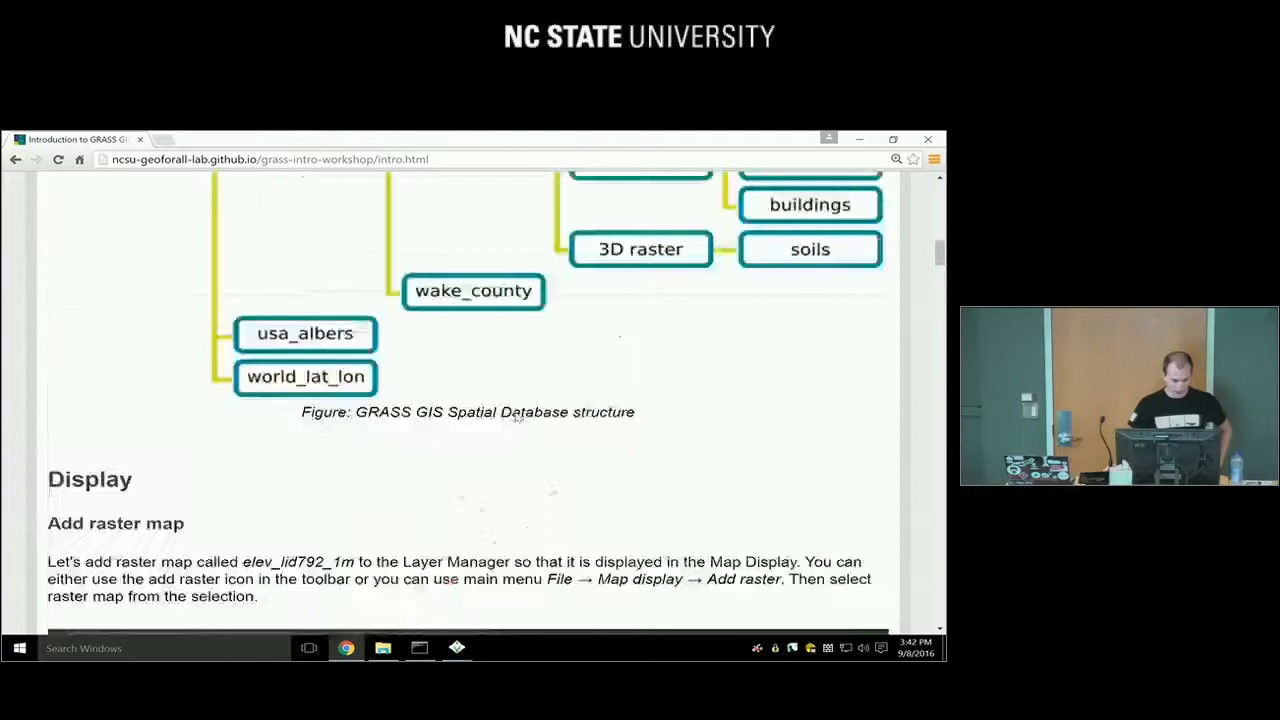 NC STATE UNIVERSITY
Introduction to GRASS GI
ncsu-geoforall-lab.github.io/grass-intro-workshop/intro.html
buildings
3D raster
soils
wake_county
usa_albers
world_lat_lon
Figure: GRASS GIS Spatial Database structure
Display
Add raster map
Let's add raster map called elev_lid792_1m to the Layer Manager so that it is displayed in the Map Display. You can
either use the add raster icon in the toolbar or you can use main menu File → Map display → Add raster. Then select
raster map from the selection.
Search Windows
3:42 PM
9/8/2016